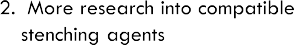 2. More research into compatible
stenching agents